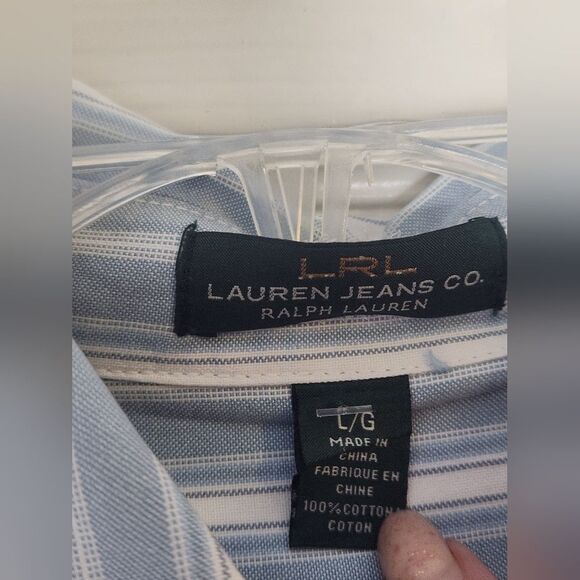 LRL
LAUREN JEANS CO.
RALPH LAUREN
L/G
MADE IN
CHINA
FABRIQUE EN
CHINE
100% COTTON
COTON